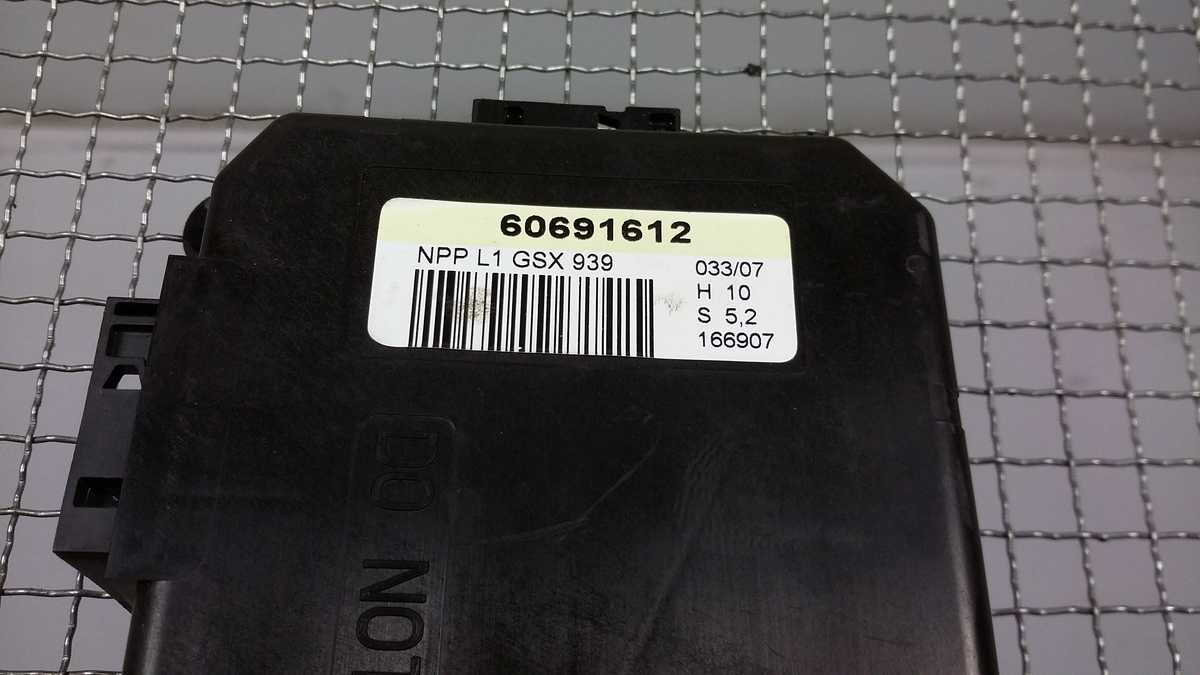 60691612
NPP L1 GSX 939
033/07
H 10
S 5,2
166907
DO NOT